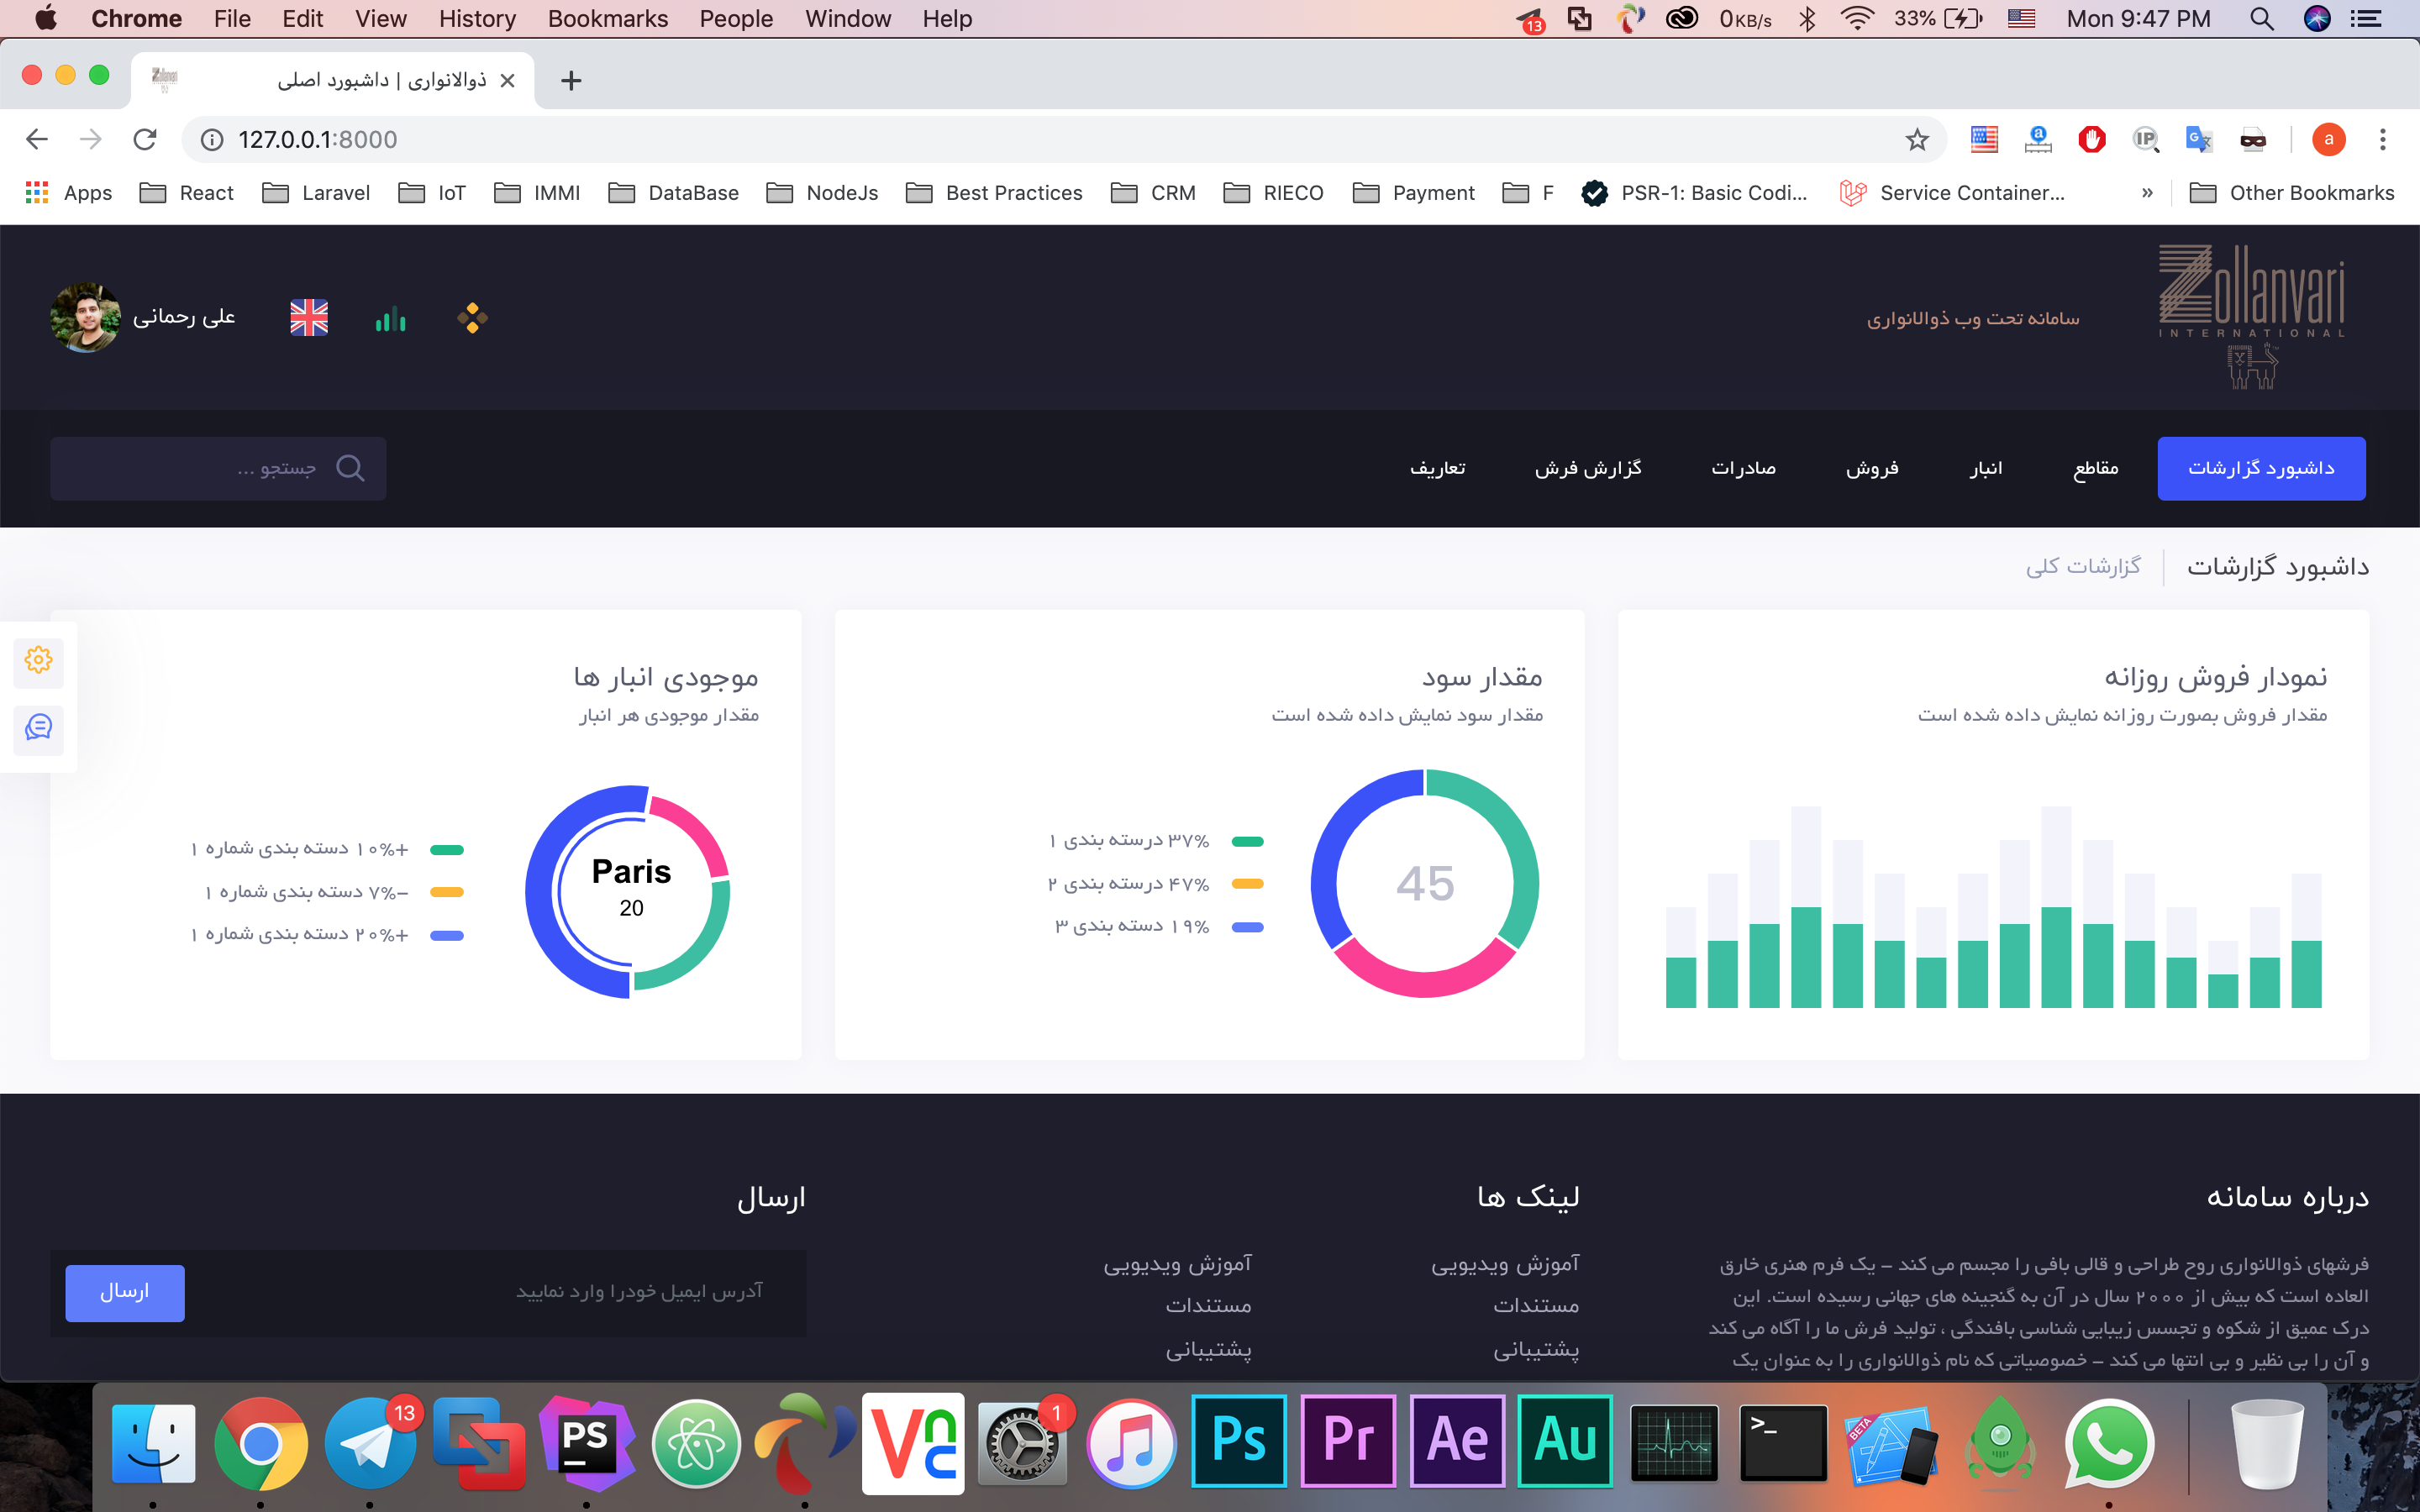 Chrome File Edit View History Bookmarks People Window Help
13 0KB/s 33% Mon 9:47 PM
ذوالانواری | داشبورد اصلی
127.0.0.1:8000
a
Apps React Laravel IoT IMMI DataBase NodeJs Best Practices CRM RIECO Payment F PSR-1: Basic Codi... Service Container... » Other Bookmarks
Zollanvari
INTERNATIONAL
سامانه تحت وب ذوالانواری
علی رحمانی
داشبورد گزارشات مقاطع انبار فروش صادرات گزارش فرش تعاریف
جستجو ...
داشبورد گزارشات گزارشات کلی
نمودار فروش روزانه
مقدار فروش بصورت روزانه نمایش داده شده است
مقدار سود
مقدار سود نمایش داده شده است
45
۳۷% درسته بندی ۱
۴۷% درسته بندی ۲
۱۹% دسته بندی ۳
موجودی انبار ها
مقدار موجودی هر انبار
Paris
20
+۱۰% دسته بندی شماره ۱
-۷% دسته بندی شماره ۱
+۲۰% دسته بندی شماره ۱
درباره سامانه
فرشهای ذوالانواری روح طراحی و قالی بافی را مجسم می کند - یک فرم هنری خارق
العاده است که بیش از ۲۰۰۰ سال در آن به گنجینه های جهانی رسیده است. این
درک عمیق از شکوه و تجسس زیبایی شناسی بافندگی ، تولید فرش ما را آگاه می کند
و آن را بی نظیر و بی انتها می کند - خصوصیاتی که نام ذوالانواری را به عنوان یک
لینک ها
آموزش ویدیویی آموزش ویدیویی
مستندات مستندات
پشتیبانی پشتیبانی
ارسال
آدرس ایمیل خودرا وارد نمایید
ارسال
13 PS Vnc 1 Ps Pr Ae Au >_ BETA